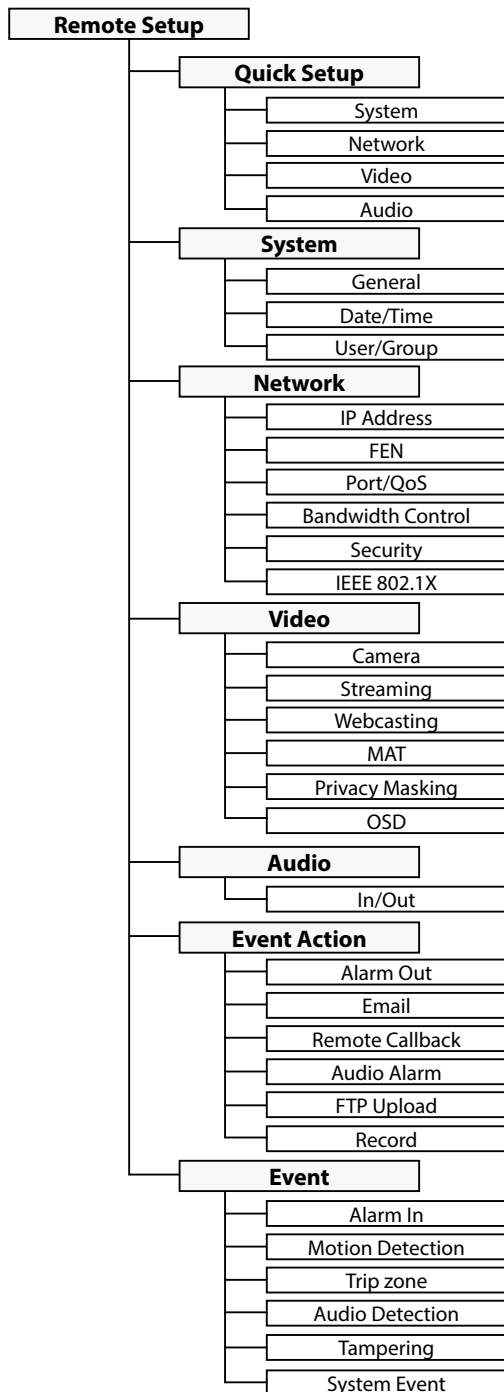 Remote Setup
Quick Setup
System
Network
Video
Audio
System
General
Date/Time
User/Group
Network
IP Address
FEN
Port/QoS
Bandwidth Control
Security
IEEE 802.1X
Video
Camera
Streaming
Webcasting
MAT
Privacy Masking
OSD
Audio
In/Out
Event Action
Alarm Out
Email
Remote Callback
Audio Alarm
FTP Upload
Record
Event
Alarm In
Motion Detection
Trip zone
Audio Detection
Tampering
System Event